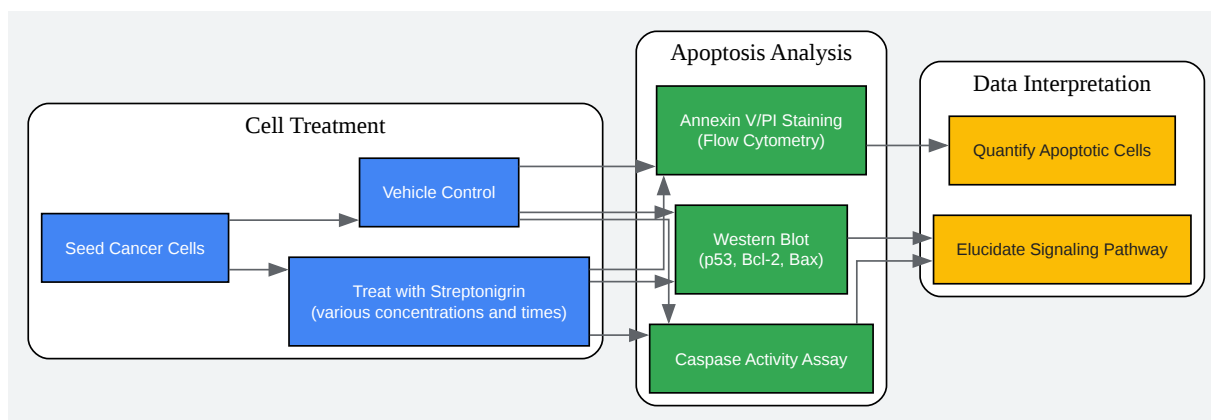 Cell Treatment
Seed Cancer Cells
Vehicle Control
Treat with Streptonigrin
(various concentrations and times)
Apoptosis Analysis
Annexin V/PI Staining
(Flow Cytometry)
Western Blot
(p53, Bcl-2, Bax)
Caspase Activity Assay
Data Interpretation
Quantify Apoptotic Cells
Elucidate Signaling Pathway